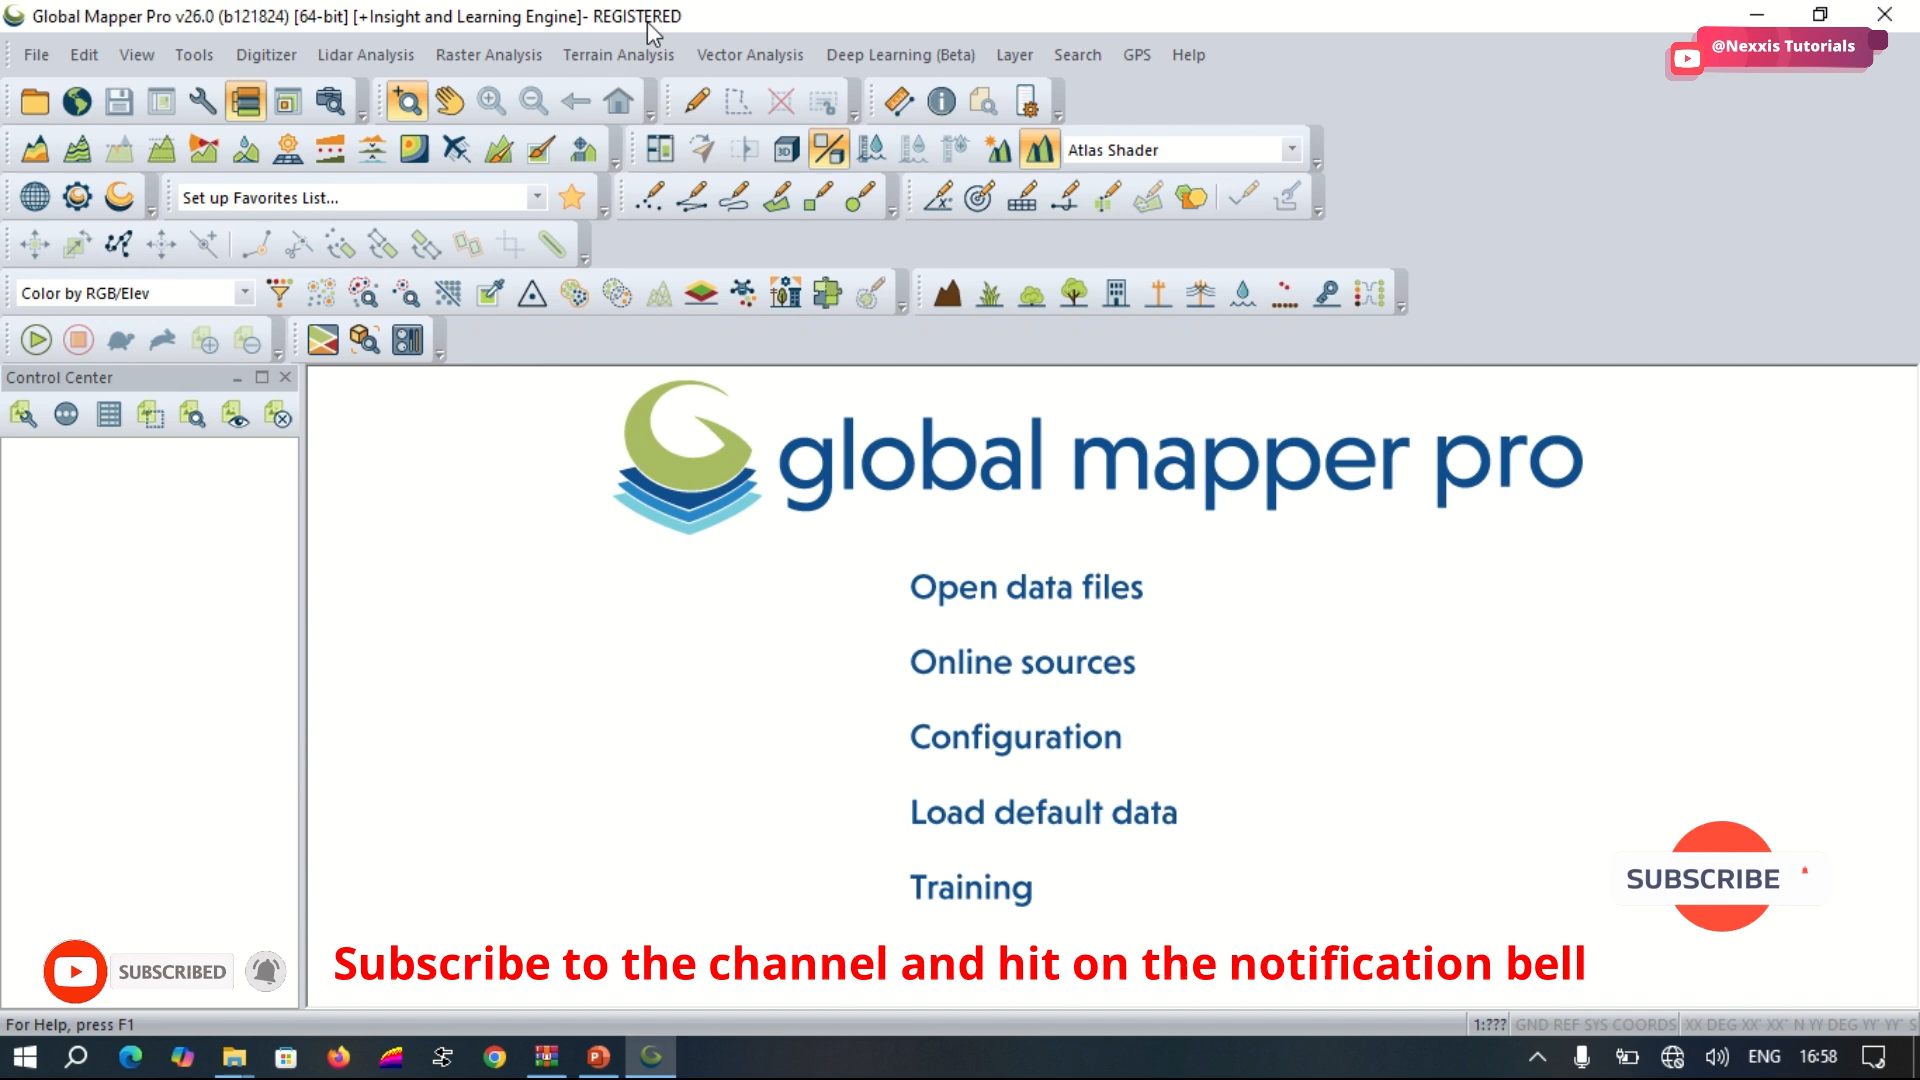 Global Mapper Pro v26.0 (b121824) [64-bit] [+Insight and Learning Engine]- REGISTERED
File Edit View Tools Digitizer Lidar Analysis Raster Analysis Terrain Analysis Vector Analysis Deep Learning (Beta) Layer Search GPS Help
@Nexxis Tutorials
3D
Atlas Shader
Set up Favorites List...
Color by RGB/Elev
Control Center
global mapper pro
Open data files
Online sources
Configuration
Load default data
Training
SUBSCRIBE
SUBSCRIBED
Subscribe to the channel and hit on the notification bell
For Help, press F1
1:??? GND REF SYS COORDS XX DEG XX' XX" N YY DEG YY' YY" S
ENG 16:58